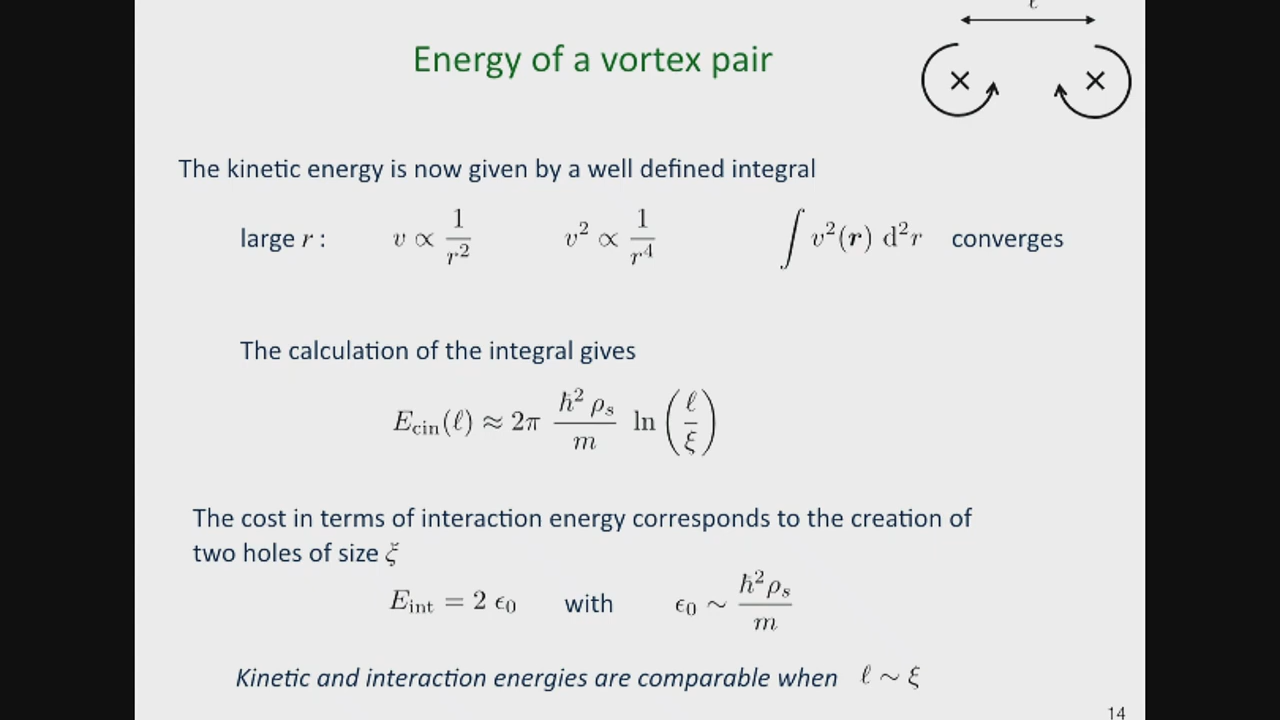 ℓ
Energy of a vortex pair
The kinetic energy is now given by a well defined integral
large r : v ∝ 1/r² v² ∝ 1/r⁴ ∫ v²(r) d²r converges
The calculation of the integral gives
E_cin(ℓ) ≈ 2π ħ² ρ_s / m ln(ℓ/ξ)
The cost in terms of interaction energy corresponds to the creation of
two holes of size ξ
E_int = 2 ϵ₀ with ϵ₀ ∼ ħ²ρ_s / m
Kinetic and interaction energies are comparable when ℓ ∼ ξ
14